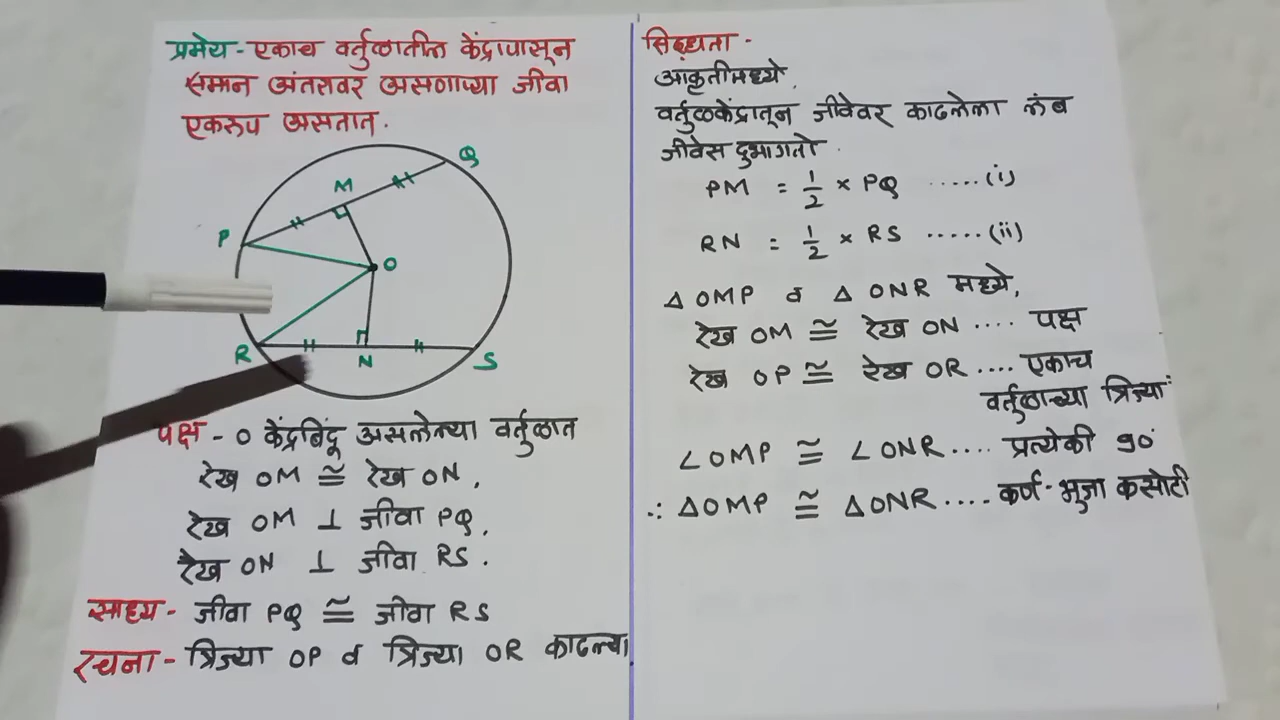 प्रमेय - एकाच वर्तुळातील केंद्रापासून
समान अंतरावर असणाऱ्या जीवा
एकरुप असतात.
Q
M
P
O
R
N
S
पक्ष - O केंद्रबिंदू असलेल्या वर्तुळात
रेख OM ≅ रेख ON,
रेख OM ⊥ जीवा PQ,
रेख ON ⊥ जीवा RS.
साध्य - जीवा PQ ≅ जीवा RS
रचना - त्रिज्या OP व त्रिज्या OR काढल्या
सिद्धता -
आकृतीमध्ये,
वर्तुळकेंद्रातून जीवेवर काढलेला लंब
जीवेस दुभागतो.
PM = 1/2 × PQ .....(i)
RN = 1/2 × RS .....(ii)
△ OMP व △ ONR मध्ये,
रेख OM ≅ रेख ON .... पक्ष
रेख OP ≅ रेख OR .... एकाच
वर्तुळाच्या त्रिज्या
∠OMP ≅ ∠ONR .... प्रत्येकी 90°
∴ △OMP ≅ △ONR .... कर्ण-भुजा कसोटी